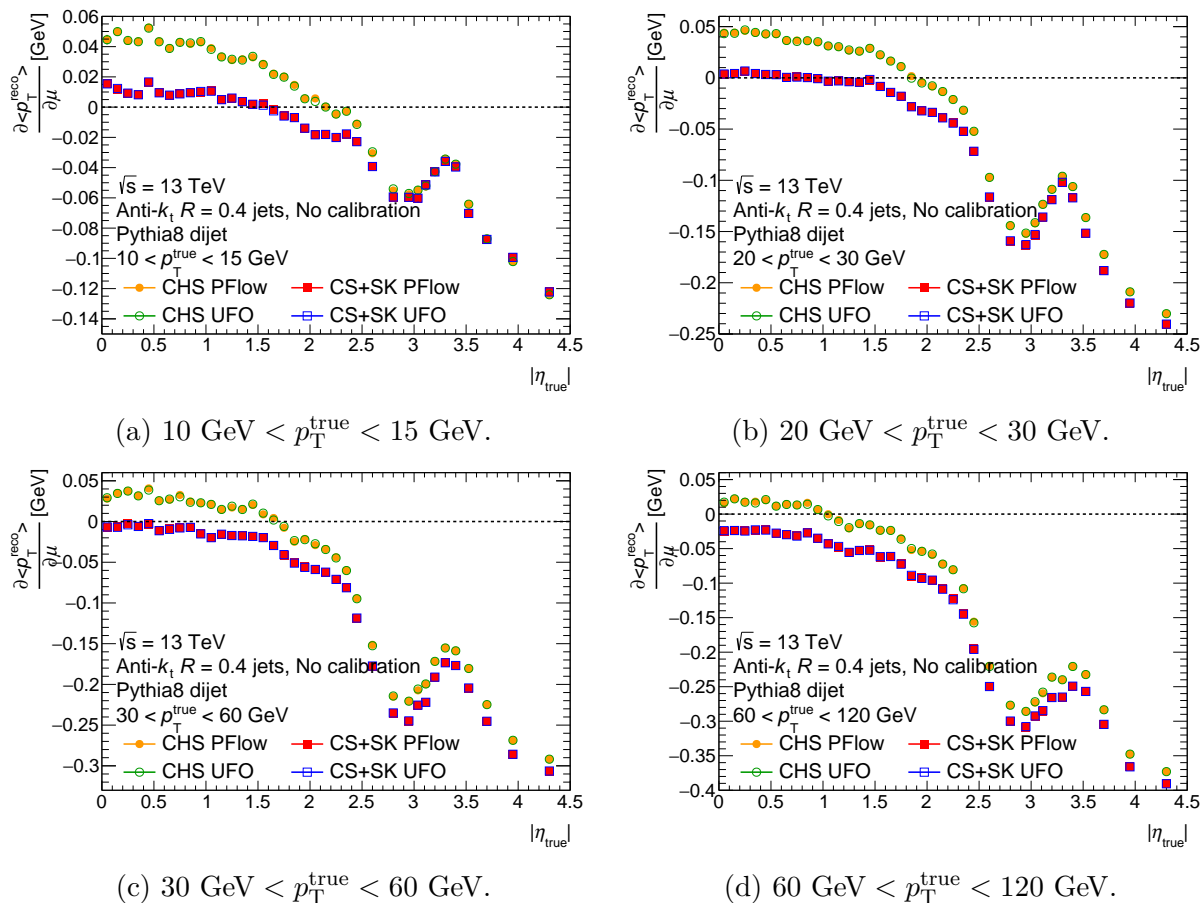 ∂<p_T^reco>/∂μ [GeV]
0.06
0.04
0.02
0
−0.02
−0.04
−0.06
−0.08
−0.1
−0.12
−0.14
√s = 13 TeV
Anti-k_t R = 0.4 jets, No calibration
Pythia8 dijet
10 < p_T^true < 15 GeV
CHS PFlow CS+SK PFlow
CHS UFO CS+SK UFO
0 0.5 1 1.5 2 2.5 3 3.5 4 4.5
|η_true|
(a) 10 GeV < p_T^true < 15 GeV.
∂<p_T^reco>/∂μ [GeV]
0.05
0
−0.05
−0.1
−0.15
−0.2
−0.25
√s = 13 TeV
Anti-k_t R = 0.4 jets, No calibration
Pythia8 dijet
20 < p_T^true < 30 GeV
CHS PFlow CS+SK PFlow
CHS UFO CS+SK UFO
0 0.5 1 1.5 2 2.5 3 3.5 4 4.5
|η_true|
(b) 20 GeV < p_T^true < 30 GeV.
∂<p_T^reco>/∂μ [GeV]
0.05
0
−0.05
−0.1
−0.15
−0.2
−0.25
−0.3
√s = 13 TeV
Anti-k_t R = 0.4 jets, No calibration
Pythia8 dijet
30 < p_T^true < 60 GeV
CHS PFlow CS+SK PFlow
CHS UFO CS+SK UFO
0 0.5 1 1.5 2 2.5 3 3.5 4 4.5
|η_true|
(c) 30 GeV < p_T^true < 60 GeV.
∂<p_T^reco>/∂μ [GeV]
0.05
0
−0.05
−0.1
−0.15
−0.2
−0.25
−0.3
−0.35
−0.4
√s = 13 TeV
Anti-k_t R = 0.4 jets, No calibration
Pythia8 dijet
60 < p_T^true < 120 GeV
CHS PFlow CS+SK PFlow
CHS UFO CS+SK UFO
0 0.5 1 1.5 2 2.5 3 3.5 4 4.5
|η_true|
(d) 60 GeV < p_T^true < 120 GeV.